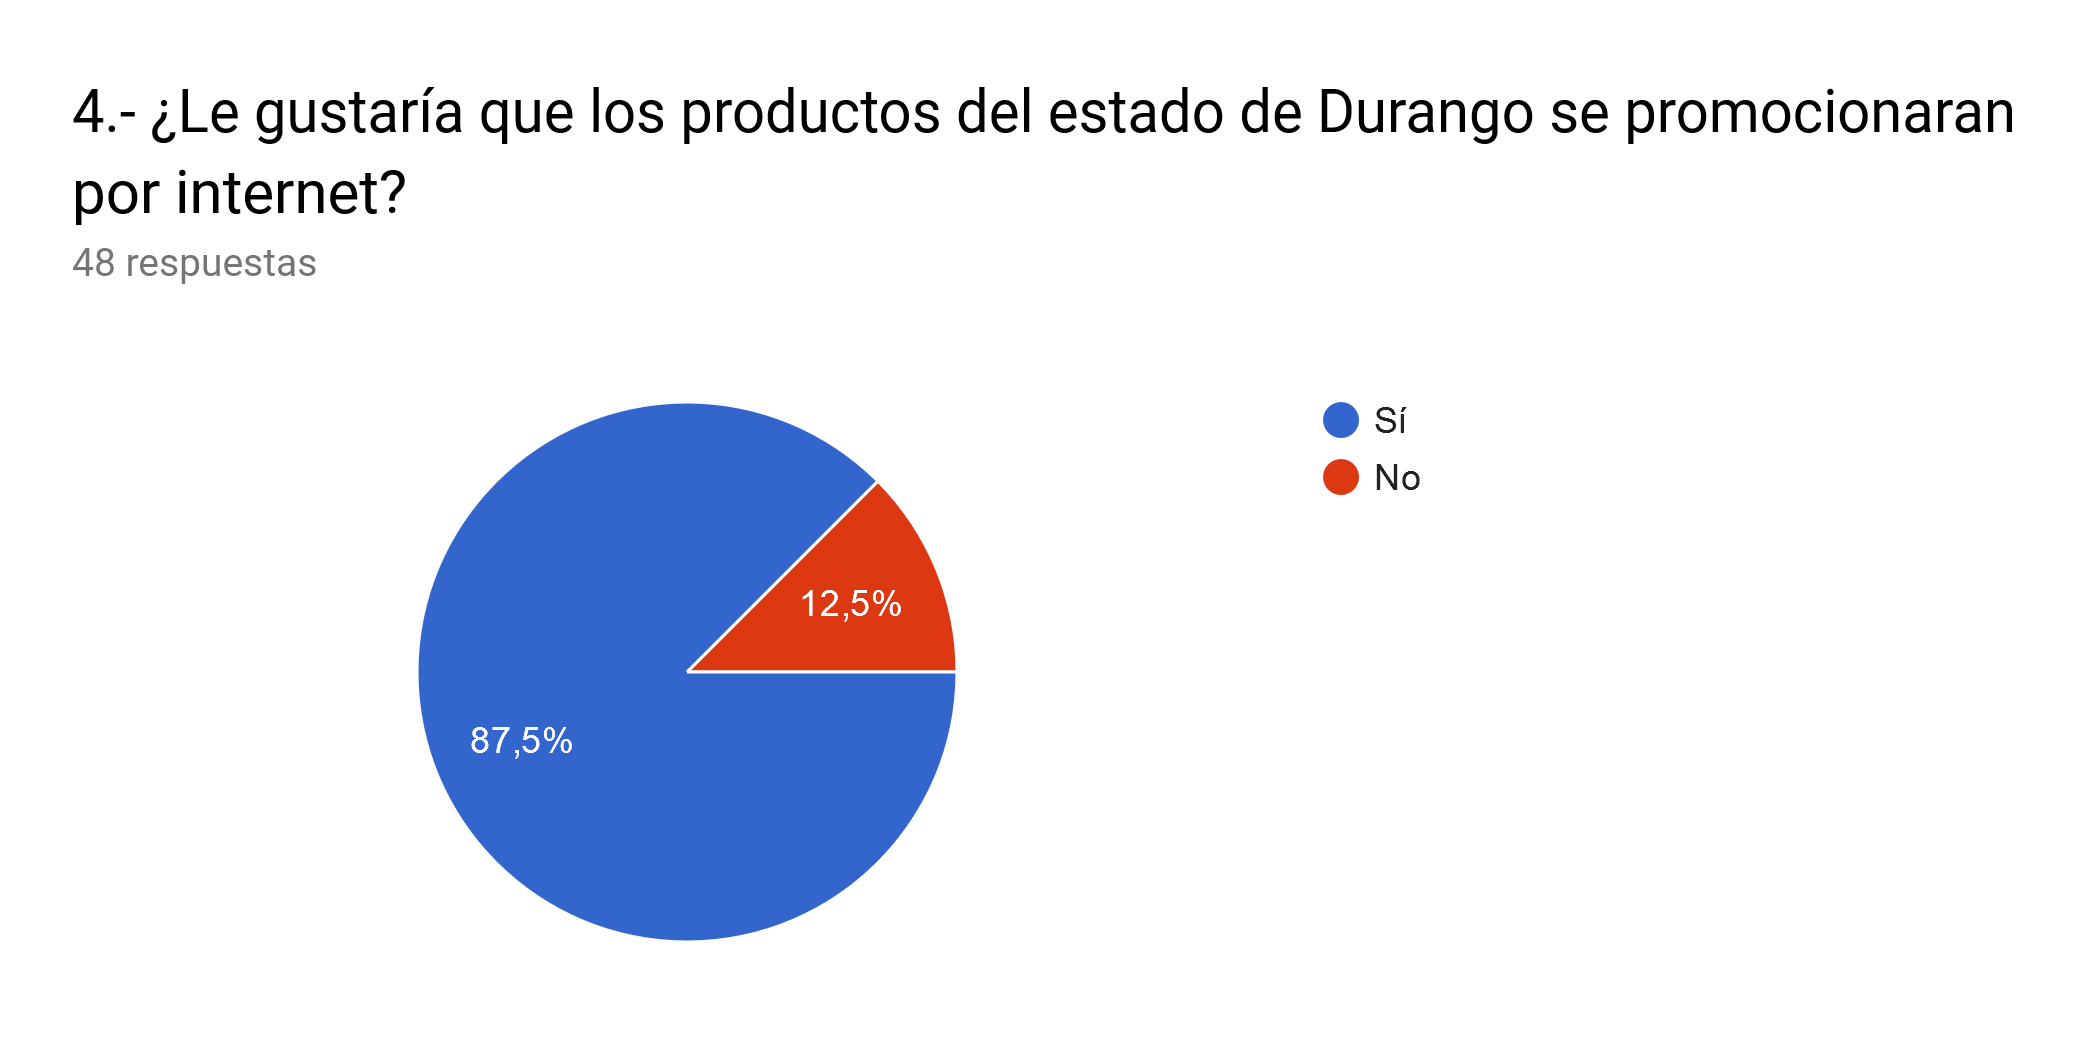 4.- ¿Le gustaría que los productos del estado de Durango se promocionaran
por internet?
48 respuestas
Sí
No
12,5%
87,5%